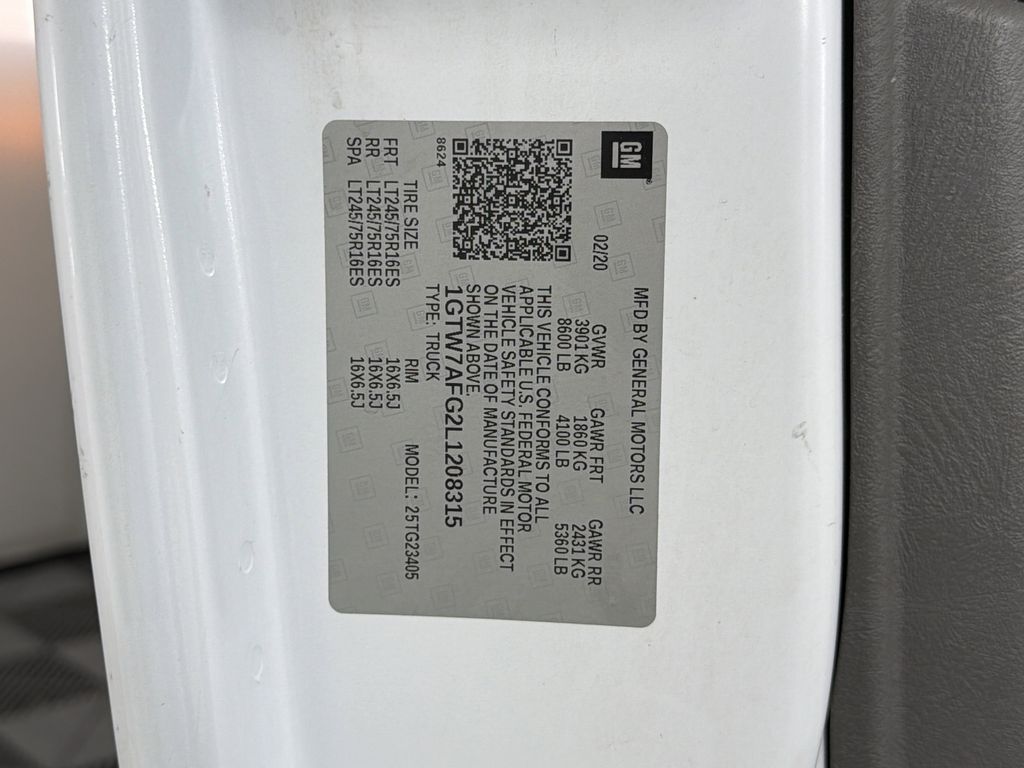 GM
MFD BY GENERAL MOTORS LLC
02/20 GVWR GAWR FRT GAWR RR
3901 KG 1860 KG 2431 KG
8600 LB 4100 LB 5360 LB
THIS VEHICLE CONFORMS TO ALL
APPLICABLE U.S. FEDERAL MOTOR
VEHICLE SAFETY STANDARDS IN EFFECT
ON THE DATE OF MANUFACTURE
SHOWN ABOVE.
1GTW7AFG2L1208315
8624 TYPE: TRUCK
TIRE SIZE RIM MODEL: 25TG23405
FRT LT245/75R16ES 16X6.5J
RR LT245/75R16ES 16X6.5J
SPA LT245/75R16ES 16X6.5J